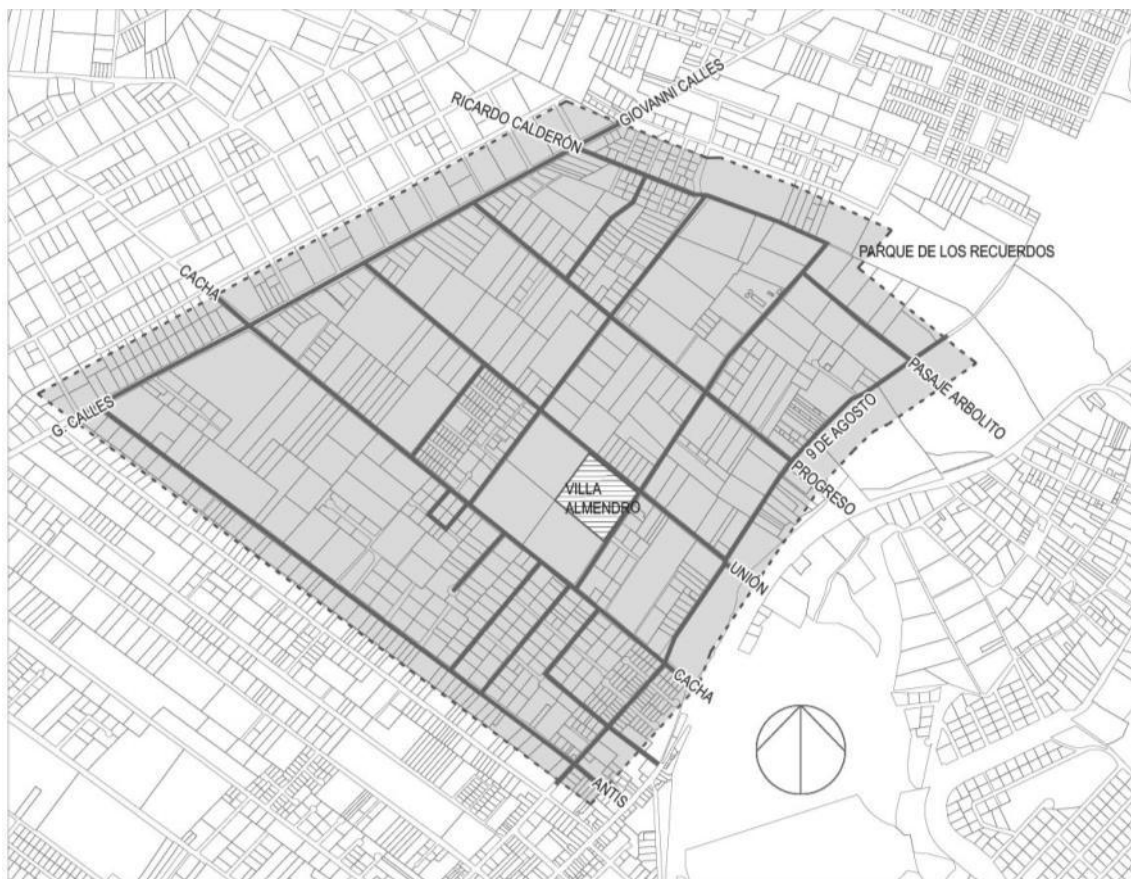 GIOVANNI CALLES
RICARDO CALDERÓN
PARQUE DE LOS RECUERDOS
CACHA
PASAJE ARBOLITO
G. CALLES
9 DE AGOSTO
PROGRESO
VILLA
ALMENDRO
UNIÓN
CACHA
ANTIS